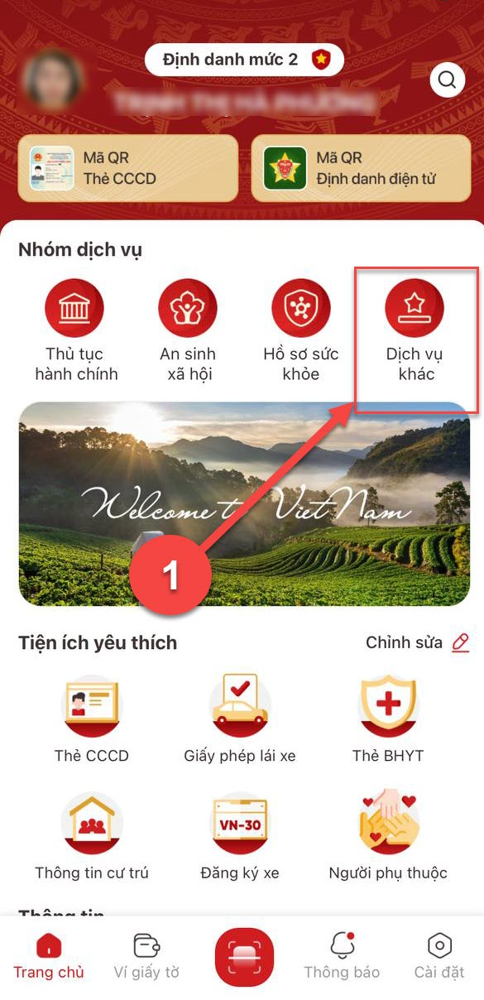 Định danh mức 2
Mã QR
Thẻ CCCD
Mã QR
Định danh điện tử
Nhóm dịch vụ
Thủ tục
hành chính
An sinh
xã hội
Hồ sơ sức
khỏe
Dịch vụ
khác
Welcome t VietNam
1
Tiện ích yêu thích
Chỉnh sửa
Thẻ CCCD
Giấy phép lái xe
Thẻ BHYT
VN-30
Thông tin cư trú
Đăng ký xe
Người phụ thuộc
Thông tin
Trang chủ
Ví giấy tờ
Thông báo
Cài đặt